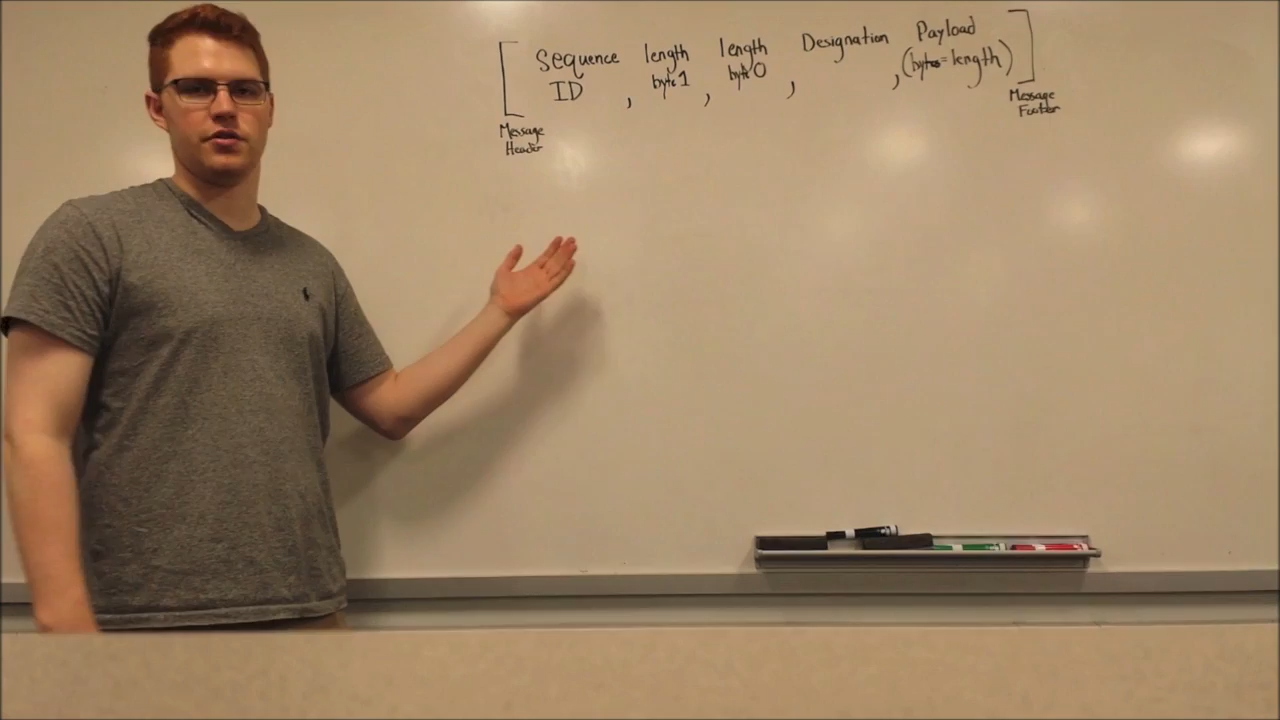 [ Sequence ID , length byte 1 , length byte 0 , Designation , Payload (bytes = length) ]
Message Header
Message Footer